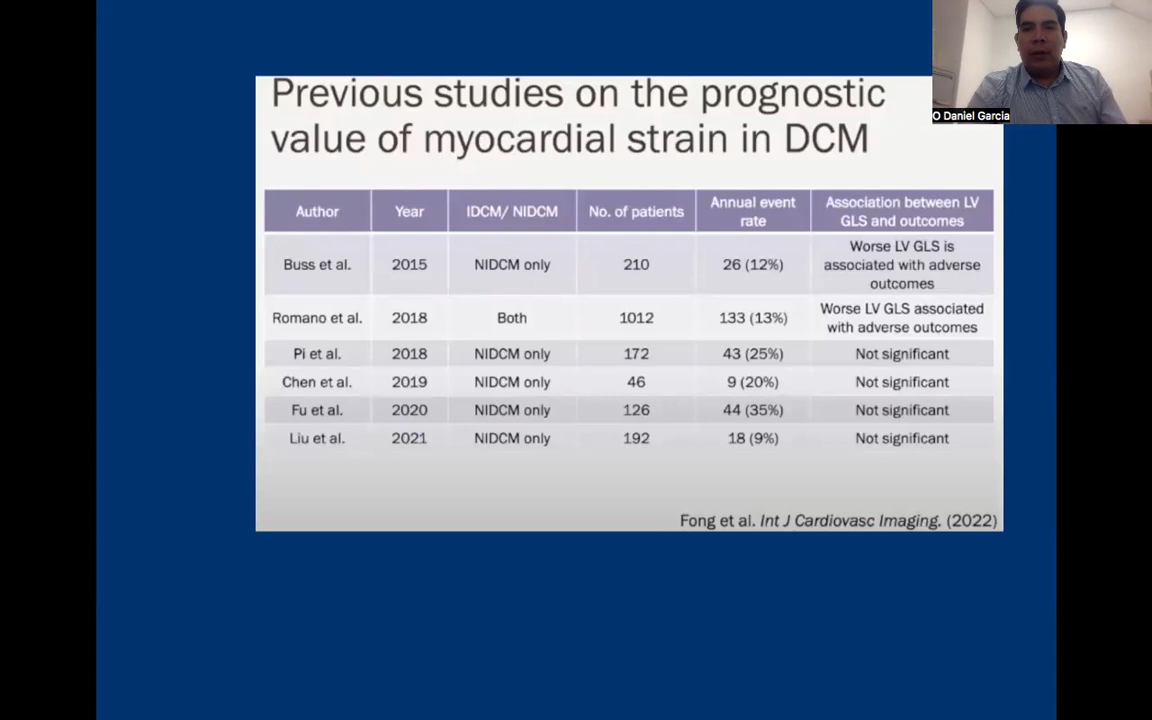 Previous studies on the prognostic
value of myocardial strain in DCM
O Daniel Garcia
Author Year IDCM/ NIDCM No. of patients Annual event rate Association between LV GLS and outcomes
Buss et al. 2015 NIDCM only 210 26 (12%) Worse LV GLS is associated with adverse outcomes
Romano et al. 2018 Both 1012 133 (13%) Worse LV GLS associated with adverse outcomes
Pi et al. 2018 NIDCM only 172 43 (25%) Not significant
Chen et al. 2019 NIDCM only 46 9 (20%) Not significant
Fu et al. 2020 NIDCM only 126 44 (35%) Not significant
Liu et al. 2021 NIDCM only 192 18 (9%) Not significant
Fong et al. Int J Cardiovasc Imaging. (2022)